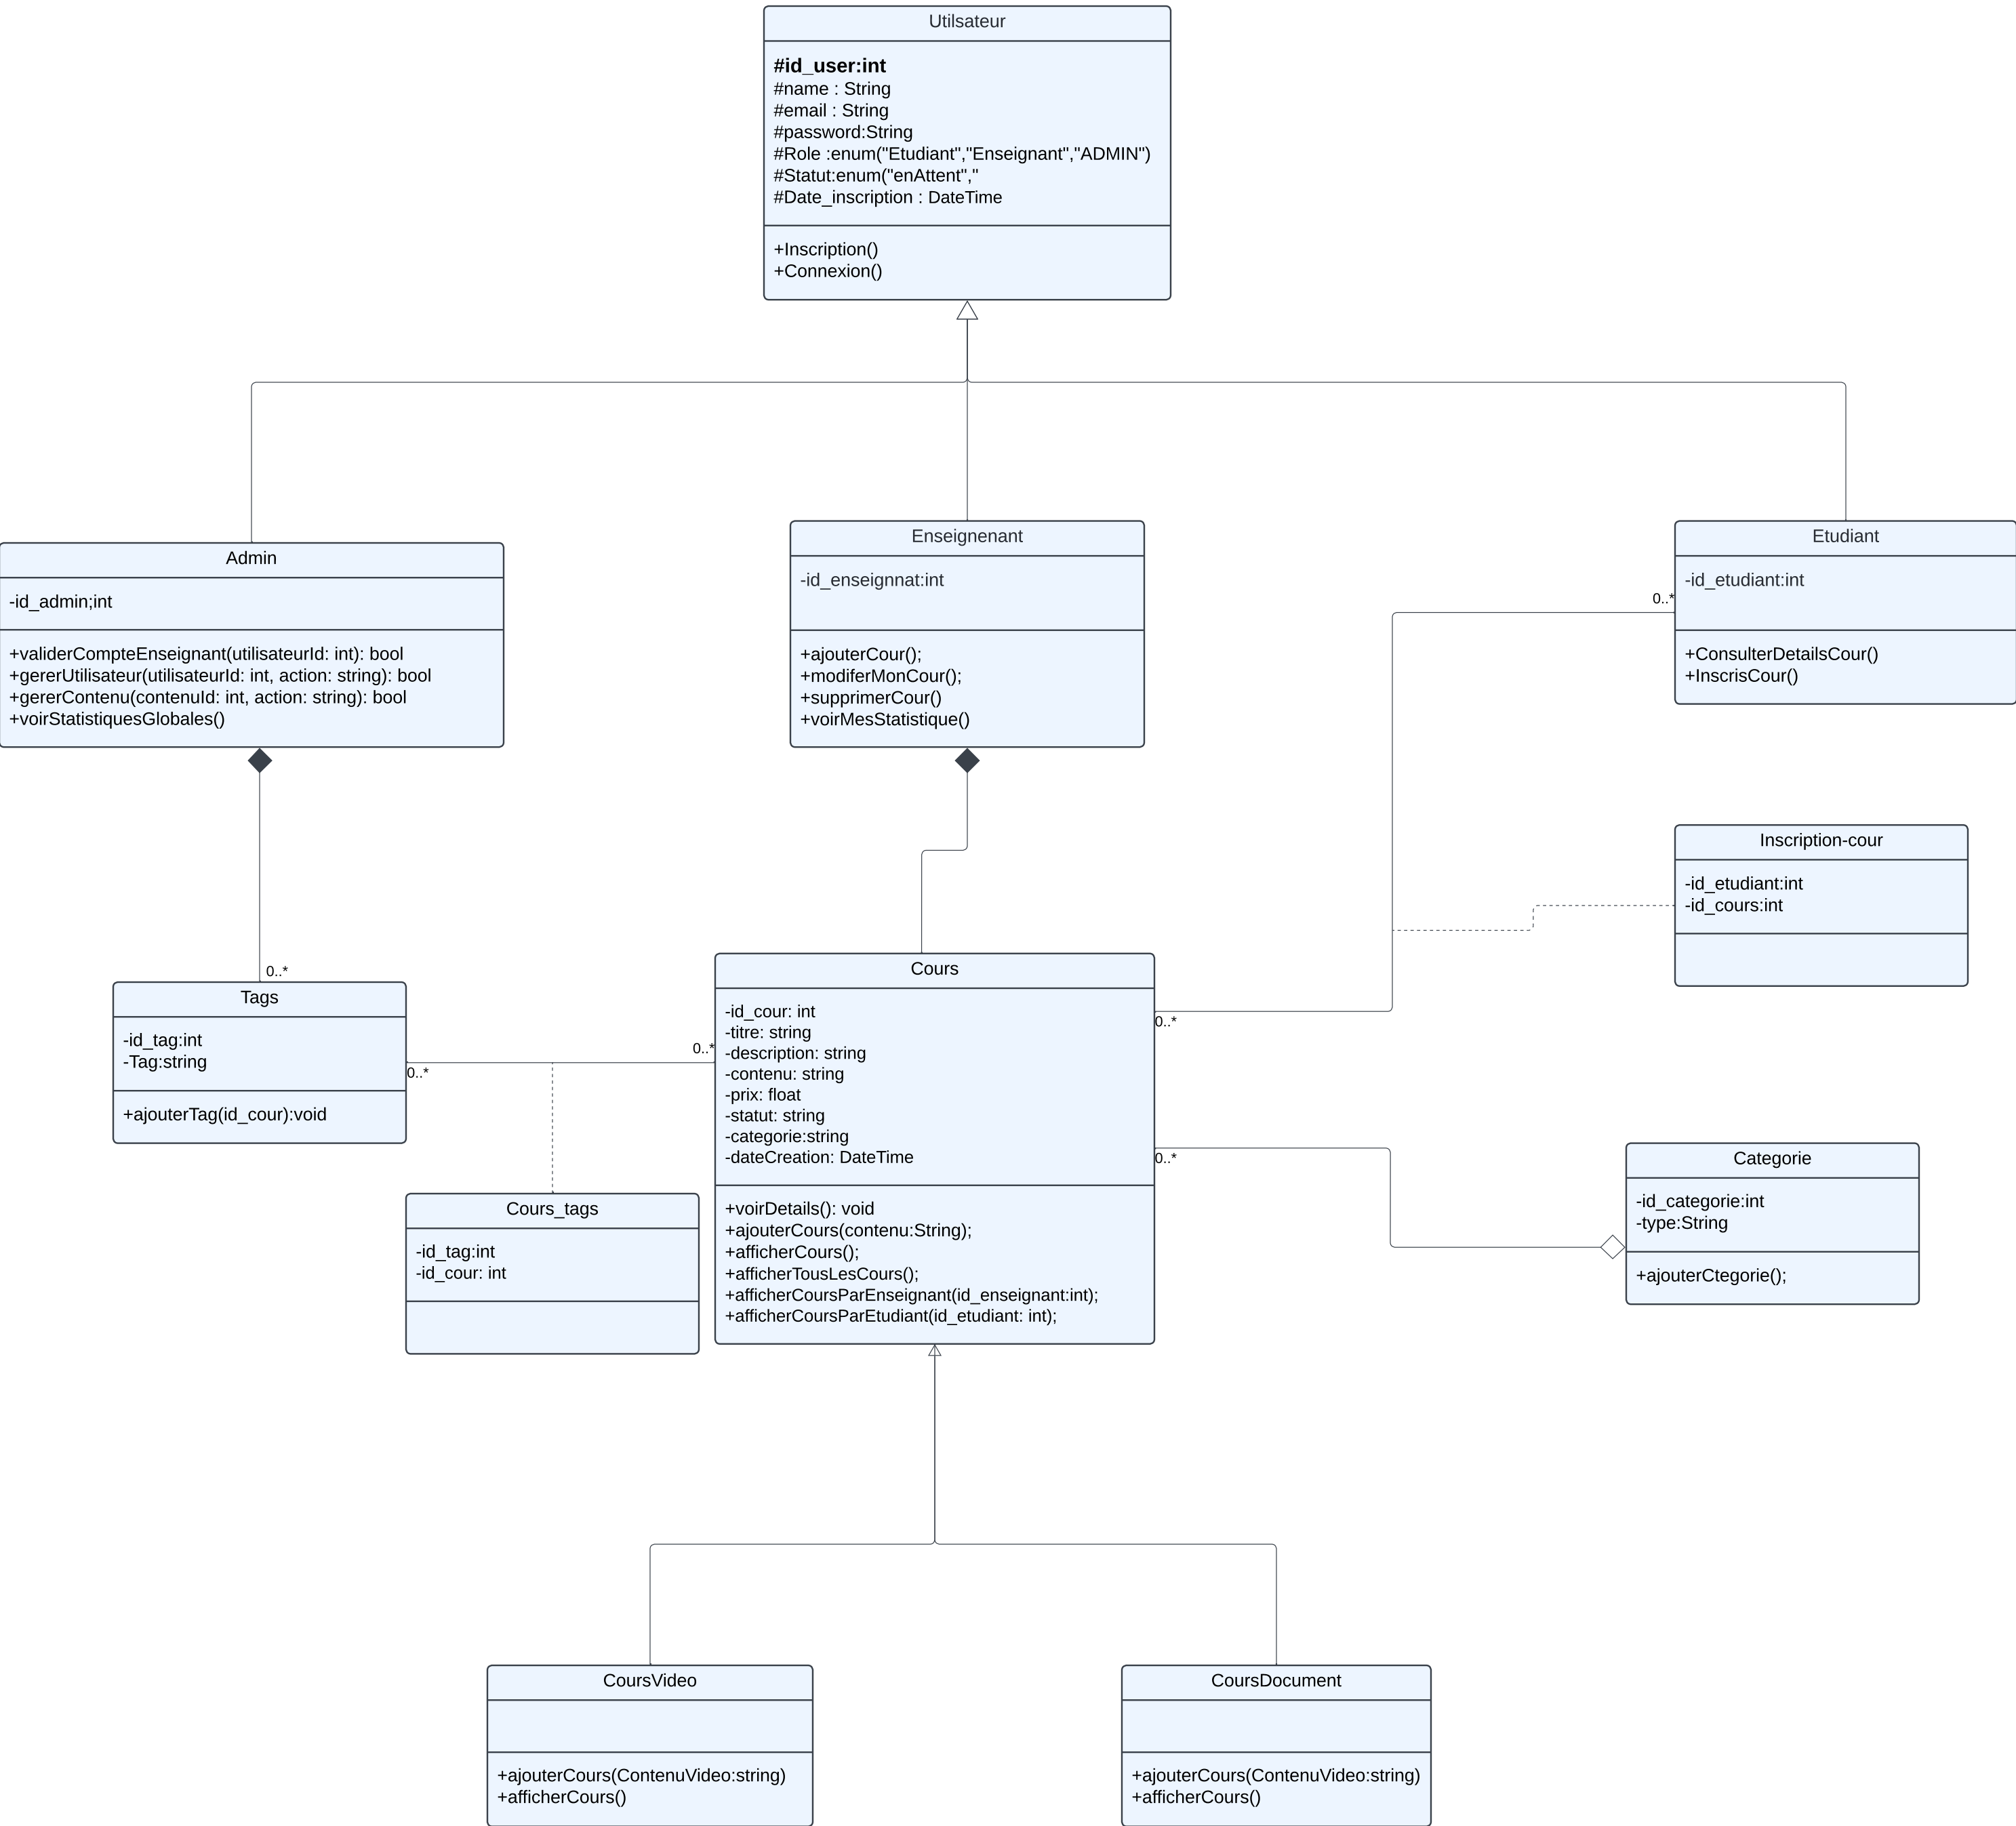 Utilsateur
#id_user:int
#name : String
#email : String
#password:String
#Role :enum("Etudiant","Enseignant","ADMIN")
#Statut:enum("enAttent","
#Date_inscription : DateTime
+Inscription()
+Connexion()
Admin
-id_admin;int
+validerCompteEnseignant(utilisateurId: int): bool
+gererUtilisateur(utilisateurId: int, action: string): bool
+gererContenu(contenuId: int, action: string): bool
+voirStatistiquesGlobales()
Enseignenant
-id_enseignnat:int
+ajouterCour();
+modiferMonCour();
+supprimerCour()
+voirMesStatistique()
Etudiant
-id_etudiant:int
+ConsulterDetailsCour()
+InscrisCour()
0..*
Inscription-cour
-id_etudiant:int
-id_cours:int
0..*
Tags
-id_tag:int
-Tag:string
+ajouterTag(id_cour):void
0..*
0..*
Cours
-id_cour: int
-titre: string
-description: string
-contenu: string
-prix: float
-statut: string
-categorie:string
-dateCreation: DateTime
+voirDetails(): void
+ajouterCours(contenu:String);
+afficherCours();
+afficherTousLesCours();
+afficherCoursParEnseignant(id_enseignant:int);
+afficherCoursParEtudiant(id_etudiant: int);
0..*
0..*
Categorie
-id_categorie:int
-type:String
+ajouterCtegorie();
Cours_tags
-id_tag:int
-id_cour: int
CoursVideo
+ajouterCours(ContenuVideo:string)
+afficherCours()
CoursDocument
+ajouterCours(ContenuVideo:string)
+afficherCours()